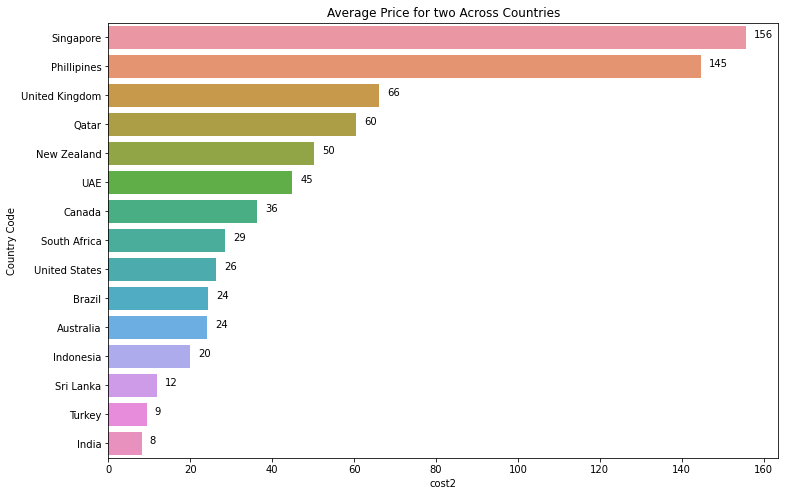 Average Price for two Across Countries
Country Code
Singapore 156
Phillipines 145
United Kingdom 66
Qatar 60
New Zealand 50
UAE 45
Canada 36
South Africa 29
United States 26
Brazil 24
Australia 24
Indonesia 20
Sri Lanka 12
Turkey 9
India 8
0 20 40 60 80 100 120 140 160
cost2